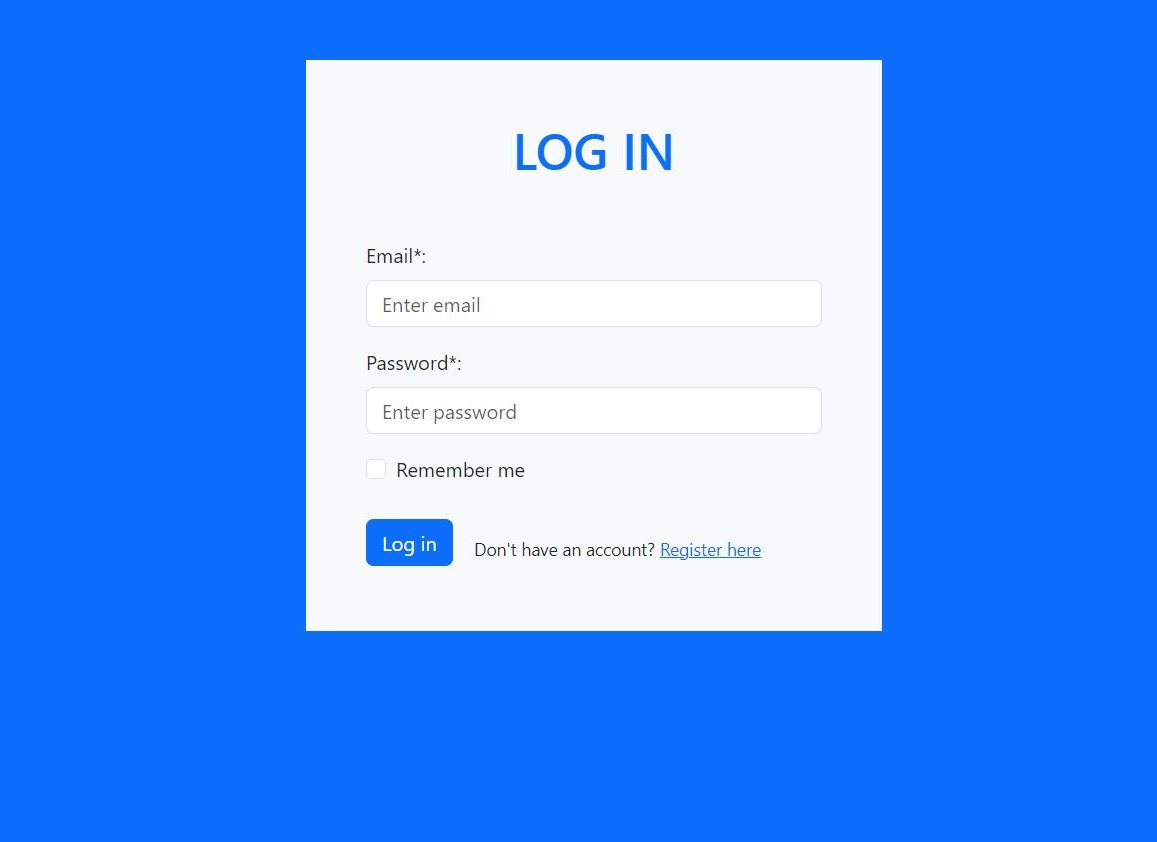 LOG IN
Email*:
Enter email
Password*:
Enter password
Remember me
Log in
Don't have an account? Register here